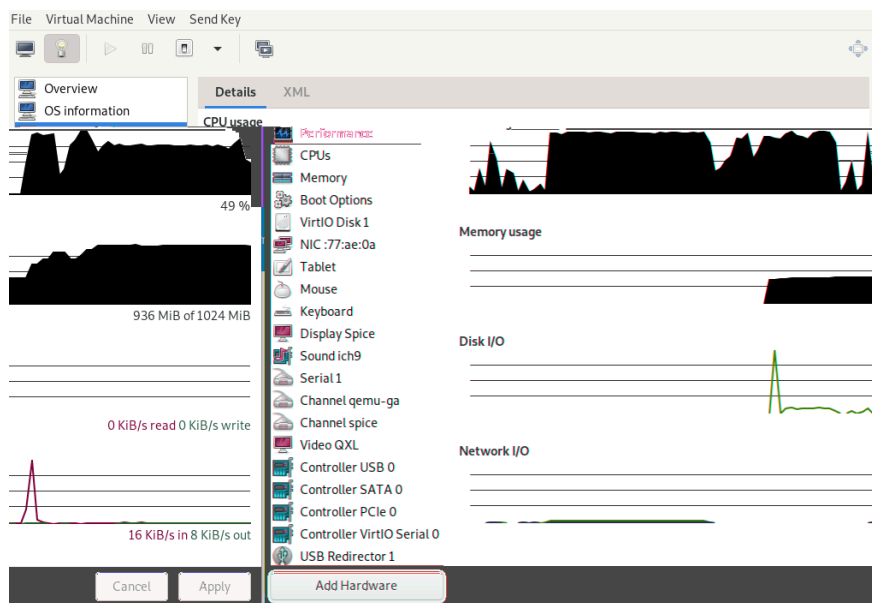 File Virtual Machine View Send Key
Overview
OS information
Details XML
CPU usage
Performance
CPUs
Memory
Boot Options
VirtIO Disk 1
NIC :77:ae:0a
Tablet
Mouse
Keyboard
Display Spice
Sound ich9
Serial 1
Channel qemu-ga
Channel spice
Video QXL
Controller USB 0
Controller SATA 0
Controller PCIe 0
Controller VirtIO Serial 0
USB Redirector 1
Add Hardware
49 %
936 MiB of 1024 MiB
0 KiB/s read 0 KiB/s write
16 KiB/s in 8 KiB/s out
Cancel Apply
Memory usage
Disk I/O
Network I/O